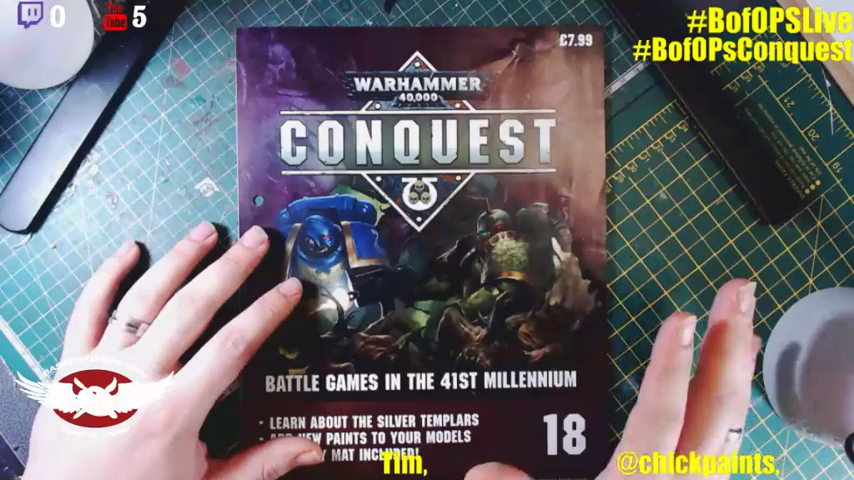 0 5
#BofOPSLive
#BofOPsConquest
£7.99
WARHAMMER
40,000
CONQUEST
BATTLE GAMES IN THE 41ST MILLENNIUM
- LEARN ABOUT THE SILVER TEMPLARS
- NEW PAINTS TO YOUR MODELS
MAT INCLUDED!
18
Tim, @chickpaints,